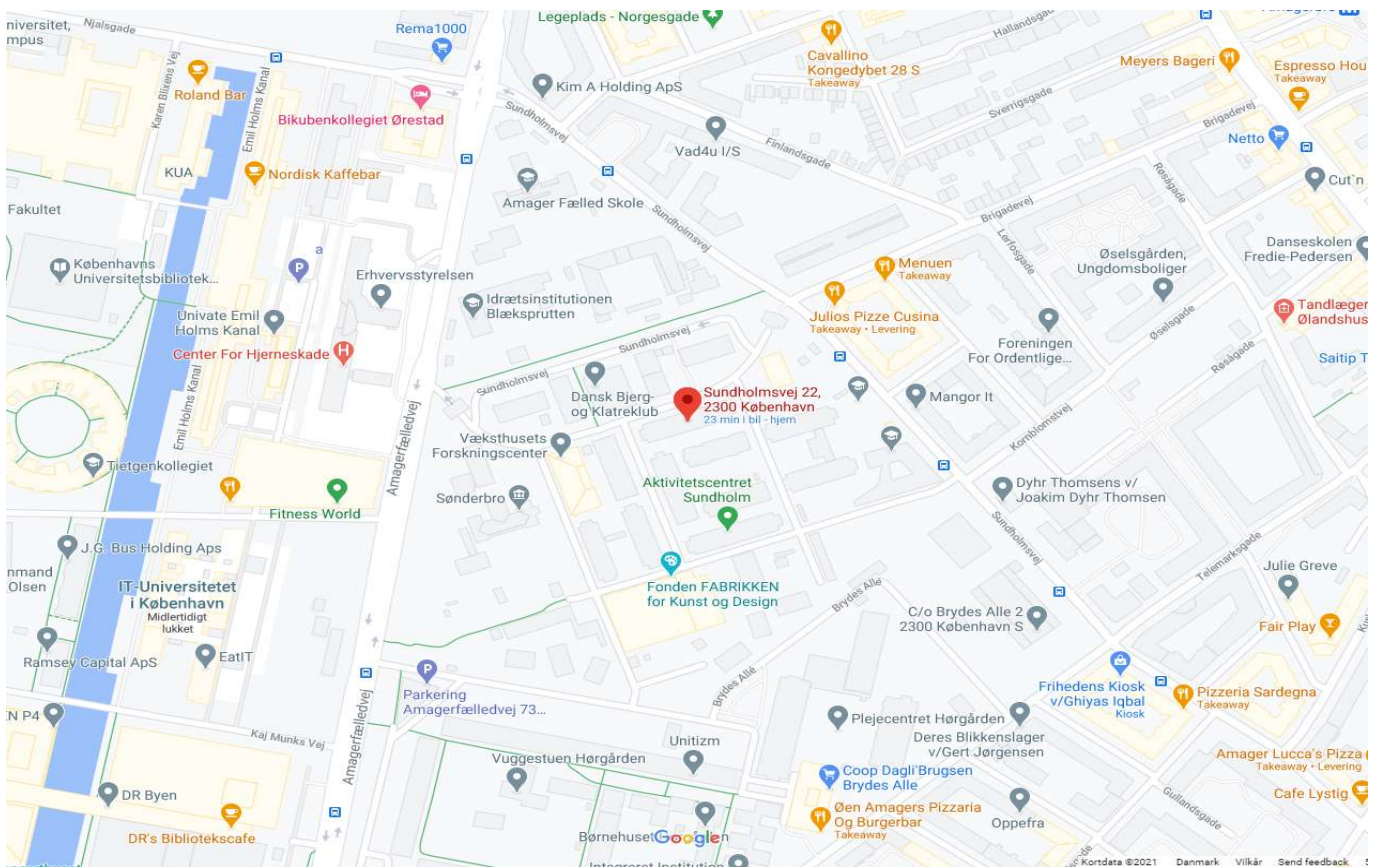 niversitet,
mpus
Njalsgade
Rema1000
Legeplads - Norgesgade
Hallandsgade
Cavallino
Kongedybet 28 S
Takeaway
Meyers Bageri
Espresso Hou
Takeaway
Karen Blixens Vej
Roland Bar
Emil Holms Kanal
Bikubenkollegiet Ørestad
Kim A Holding ApS
Sundholmsvej
Sverrigsgade
Brigadevej
Netto
Vad4u I/S
Finlandsgade
KUA
Nordisk Kaffebar
Røsågade
Cut'n
Fakultet
Amager Fælled Skole
Sundholmsvej
Brigadevej
Lerfosgade
Øselsgården,
Ungdomsboliger
Danseskolen
Fredie-Pedersen
a
P
Københavns
Universitetsbibliotek...
Erhvervsstyrelsen
Menuen
Takeaway
Idrætsinstitutionen
Blæksprutten
Univate Emil
Holms Kanal
Julios Pizze Cusina
Takeaway • Levering
Tandlæger
Ølandshus
Øselsgade
Foreningen
For Ordentlige...
Center For Hjerneskade
H
Sundholmsvej
Røsågade
Saitip T
Sundholmsvej
Dansk Bjerg-
og Klatreklub
Sundholmsvej 22,
2300 København
23 min i bil - hjem
Mangor It
Emil Holms Kanal
Amagerfælledvej
Væksthusets
Forskningscenter
Kornblomstvej
Tietgenkollegiet
Sønderbro
Aktivitetscentret
Sundholm
Dyhr Thomsens v/
Joakim Dyhr Thomsen
Fitness World
Sundholmsvej
J.G. Bus Holding Aps
Telemarksgade
nmand
Olsen
IT-Universitetet
i København
Midlertidigt
lukket
Fonden FABRIKKEN
for Kunst og Design
Brydes Allé
Julie Greve
C/o Brydes Alle 2
2300 København S
Fair Play
Ramsey Capital ApS
EatIT
P
Parkering
Amagerfælledvej 73...
Amagerfælledvej
Brydes Allé
Frihedens Kiosk
v/Ghiyas Iqbal
Kiosk
Pizzeria Sardegna
Takeaway
N P4
Kaj Munks Vej
Plejecentret Hørgården
Deres Blikkenslager
v/Gert Jørgensen
Unitizm
Vuggestuen Hørgården
Amager Lucca's Pizza
Takeaway • Levering
Coop Dagli'Brugsen
Brydes Alle
DR Byen
Cafe Lystig
Gullandsgade
Øen Amagers Pizzaria
Og Burgerbar
Takeaway
Oppefra
DR's Bibliotekscafe
Børnehuset
Google
Integreret Institution
Kortdata ©2021 Danmark Vilkår Send feedback